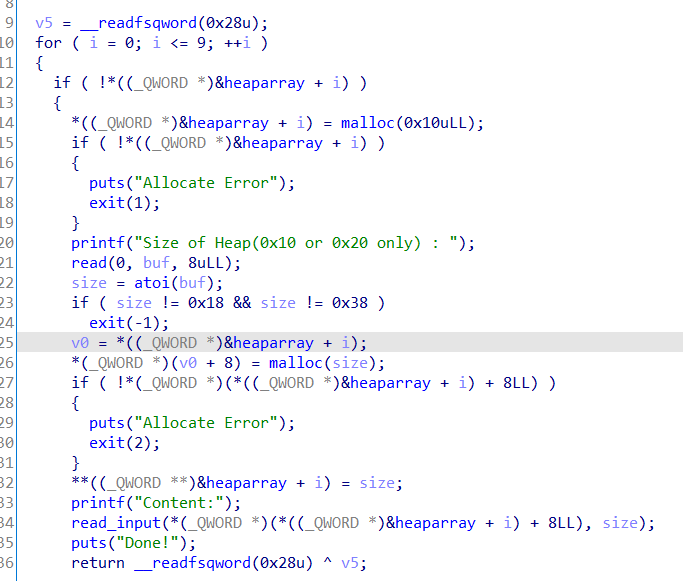 8
9 v5 = __readfsqword(0x28u);
10 for ( i = 0; i <= 9; ++i )
11 {
12 if ( !*((_QWORD *)&heaparray + i) )
13 {
14 *((_QWORD *)&heaparray + i) = malloc(0x10uLL);
15 if ( !*((_QWORD *)&heaparray + i) )
16 {
17 puts("Allocate Error");
18 exit(1);
19 }
20 printf("Size of Heap(0x10 or 0x20 only) : ");
21 read(0, buf, 8uLL);
22 size = atoi(buf);
23 if ( size != 0x18 && size != 0x38 )
24 exit(-1);
25 v0 = *((_QWORD *)&heaparray + i);
26 *(_QWORD *)(v0 + 8) = malloc(size);
27 if ( !*(_QWORD *)(*((_QWORD *)&heaparray + i) + 8LL) )
28 {
29 puts("Allocate Error");
30 exit(2);
31 }
32 **((_QWORD **)&heaparray + i) = size;
33 printf("Content:");
34 read_input(*(_QWORD *)(*((_QWORD *)&heaparray + i) + 8LL), size);
35 puts("Done!");
36 return __readfsqword(0x28u) ^ v5;